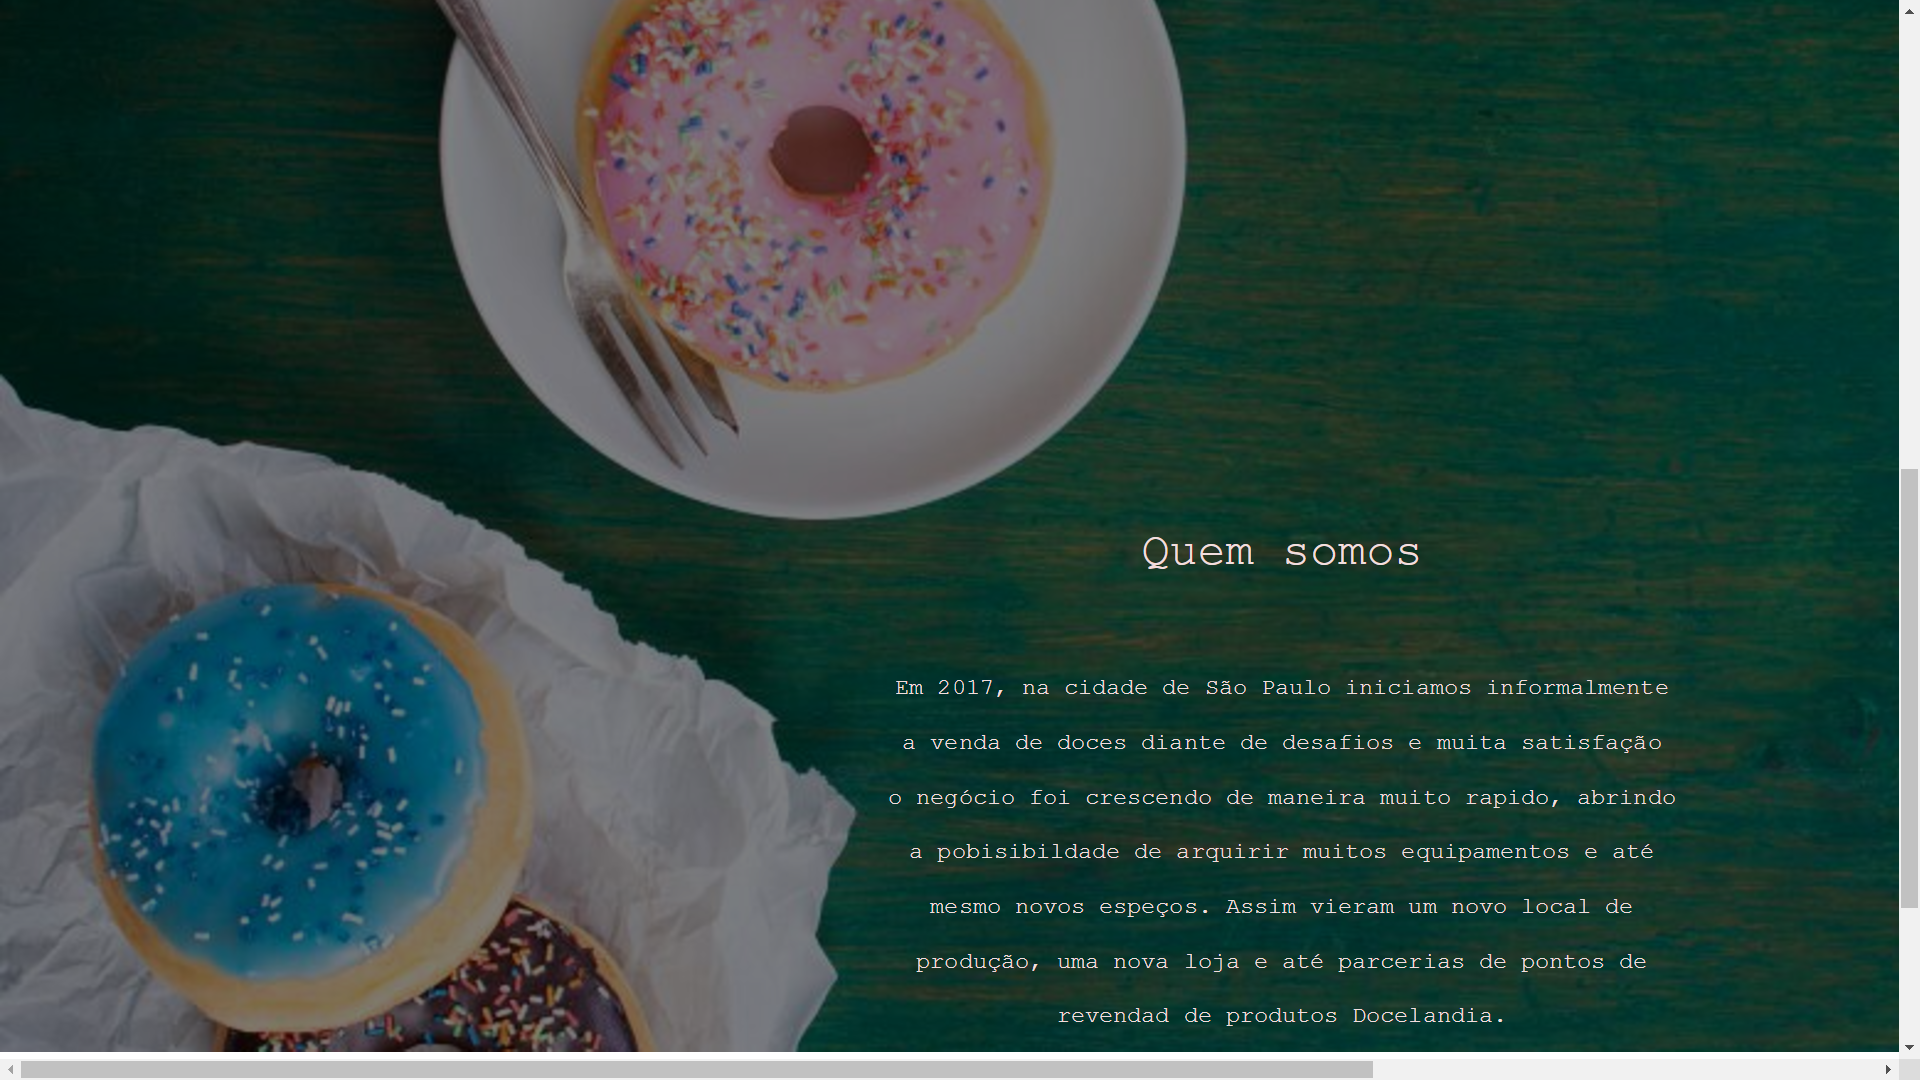 Quem somos
Em 2017, na cidade de São Paulo iniciamos informalmente
a venda de doces diante de desafios e muita satisfação
o negócio foi crescendo de maneira muito rapido, abrindo
a pobisibildade de arquirir muitos equipamentos e até
mesmo novos espeços. Assim vieram um novo local de
produção, uma nova loja e até parcerias de pontos de
revendad de produtos Docelandia.